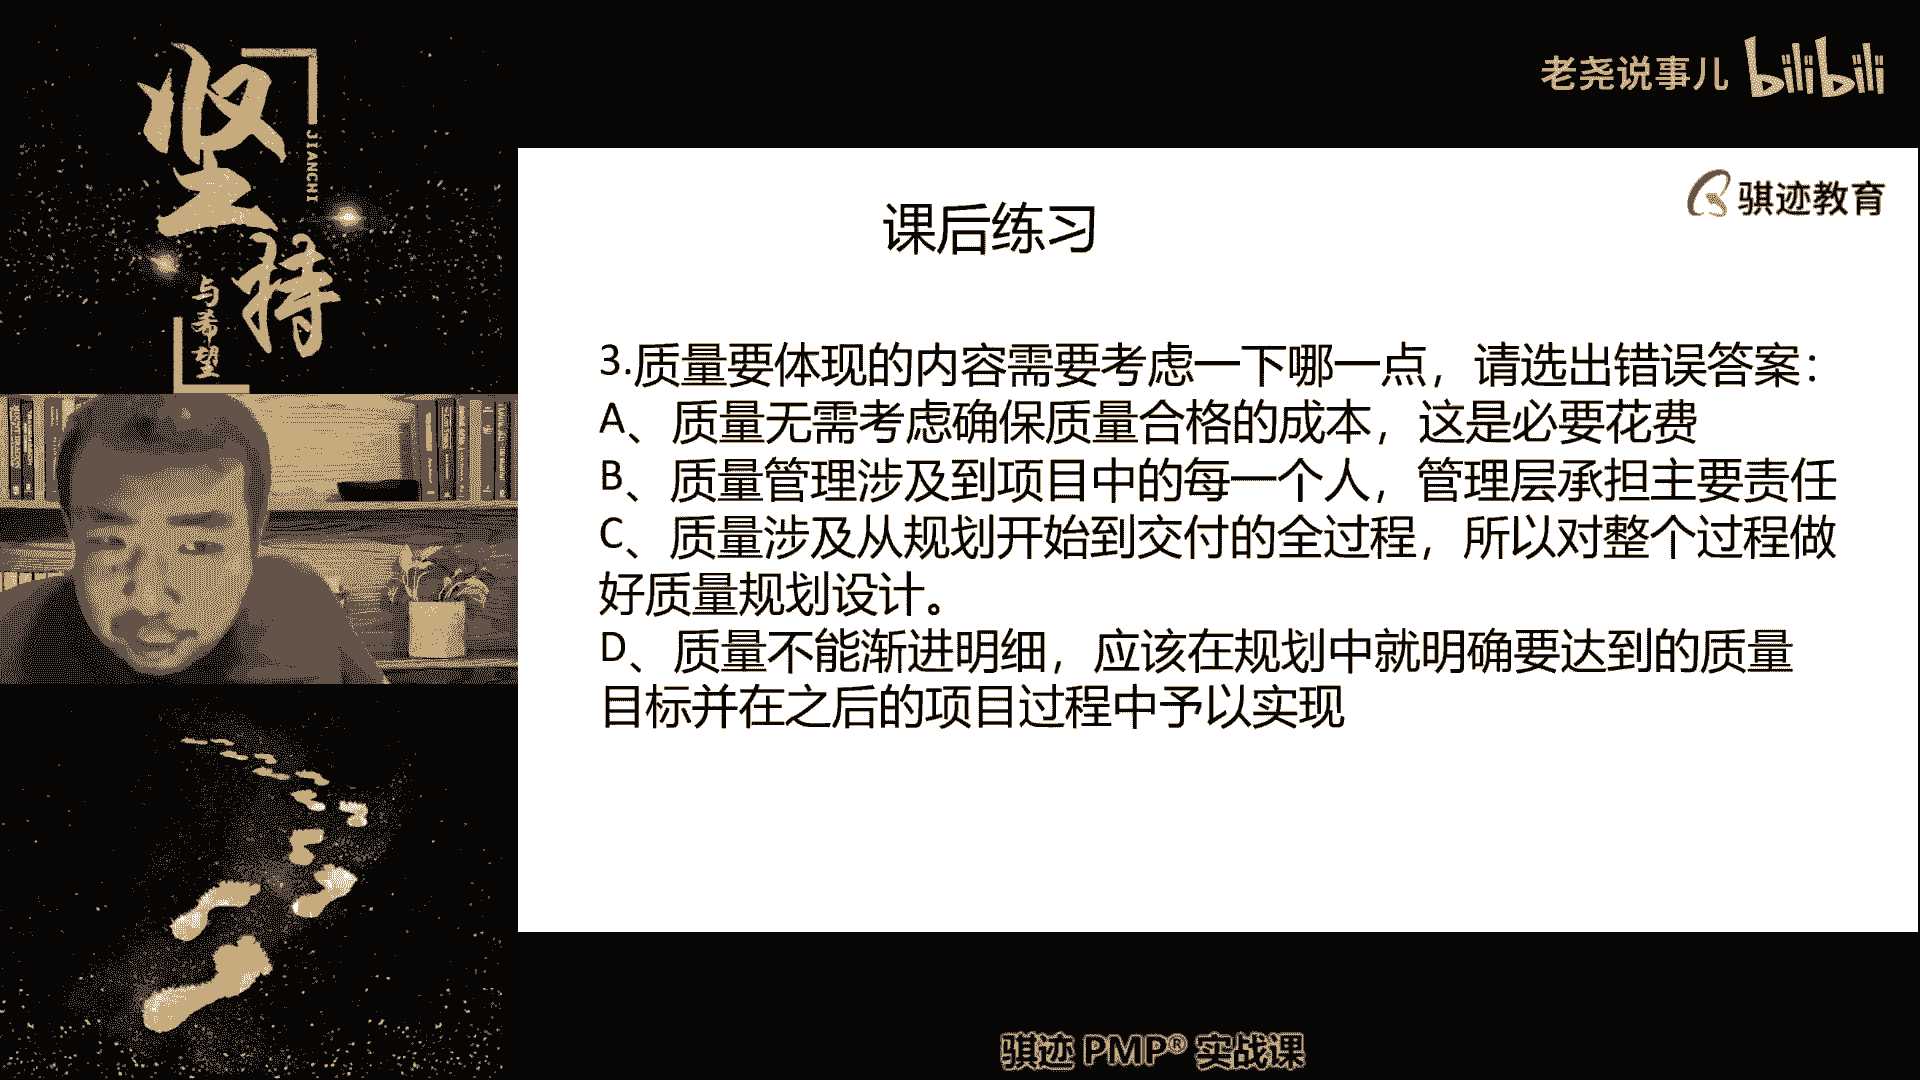 坚持
JIANCHI
与希望
老尧说事儿 bilibili
骐迹教育
课后练习
3.质量要体现的内容需要考虑一下哪一点，请选出错误答案：
A、质量无需考虑确保质量合格的成本，这是必要花费
B、质量管理涉及到项目中的每一个人，管理层承担主要责任
C、质量涉及从规划开始到交付的全过程，所以对整个过程做
好质量规划设计。
D、质量不能渐进明细，应该在规划中就明确要达到的质量
目标并在之后的项目过程中予以实现
骐迹 PMP® 实战课